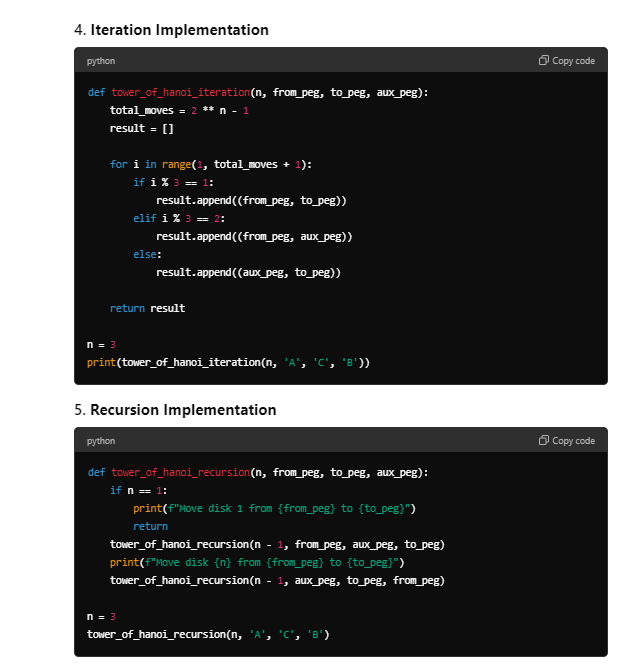 4. Iteration Implementation
python
Copy code
def tower_of_hanoi_iteration(n, from_peg, to_peg, aux_peg):
    total_moves = 2 ** n - 1
    result = []
    for i in range(1, total_moves + 1):
        if i % 3 == 1:
            result.append((from_peg, to_peg))
        elif i % 3 == 2:
            result.append((from_peg, aux_peg))
        else:
            result.append((aux_peg, to_peg))
    return result
n = 3
print(tower_of_hanoi_iteration(n, 'A', 'C', 'B'))
5. Recursion Implementation
python
Copy code
def tower_of_hanoi_recursion(n, from_peg, to_peg, aux_peg):
    if n == 1:
        print(f"Move disk 1 from {from_peg} to {to_peg}")
        return
    tower_of_hanoi_recursion(n - 1, from_peg, aux_peg, to_peg)
    print(f"Move disk {n} from {from_peg} to {to_peg}")
    tower_of_hanoi_recursion(n - 1, aux_peg, to_peg, from_peg)
n = 3
tower_of_hanoi_recursion(n, 'A', 'C', 'B')